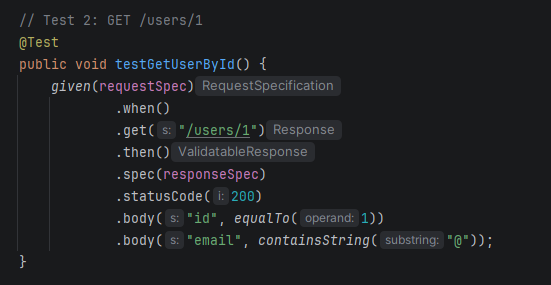 // Test 2: GET /users/1
@Test
public void testGetUserById() {
given(requestSpec) RequestSpecification
.when()
.get( s: "/users/1") Response
.then() ValidatableResponse
.spec(responseSpec)
.statusCode( i: 200)
.body( s: "id", equalTo( operand: 1))
.body( s: "email", containsString( substring: "@"));
}